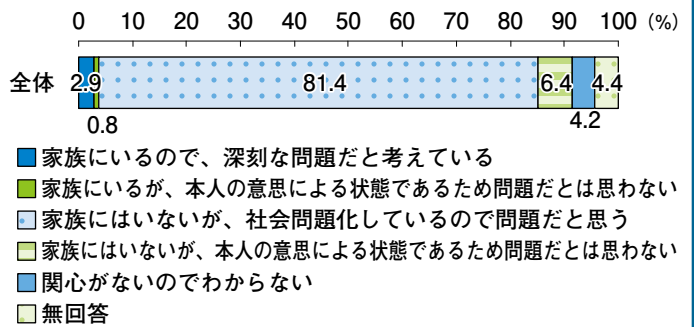 0 10 20 30 40 50 60 70 80 90 100 (%)
全体 2.9 81.4 6.4 4.4
0.8 4.2
家族にいるので、深刻な問題だと考えている
家族にいるが、本人の意思による状態であるため問題だとは思わない
家族にはいないが、社会問題化しているので問題だと思う
家族にはいないが、本人の意思による状態であるため問題だとは思わない
関心がないのでわからない
無回答